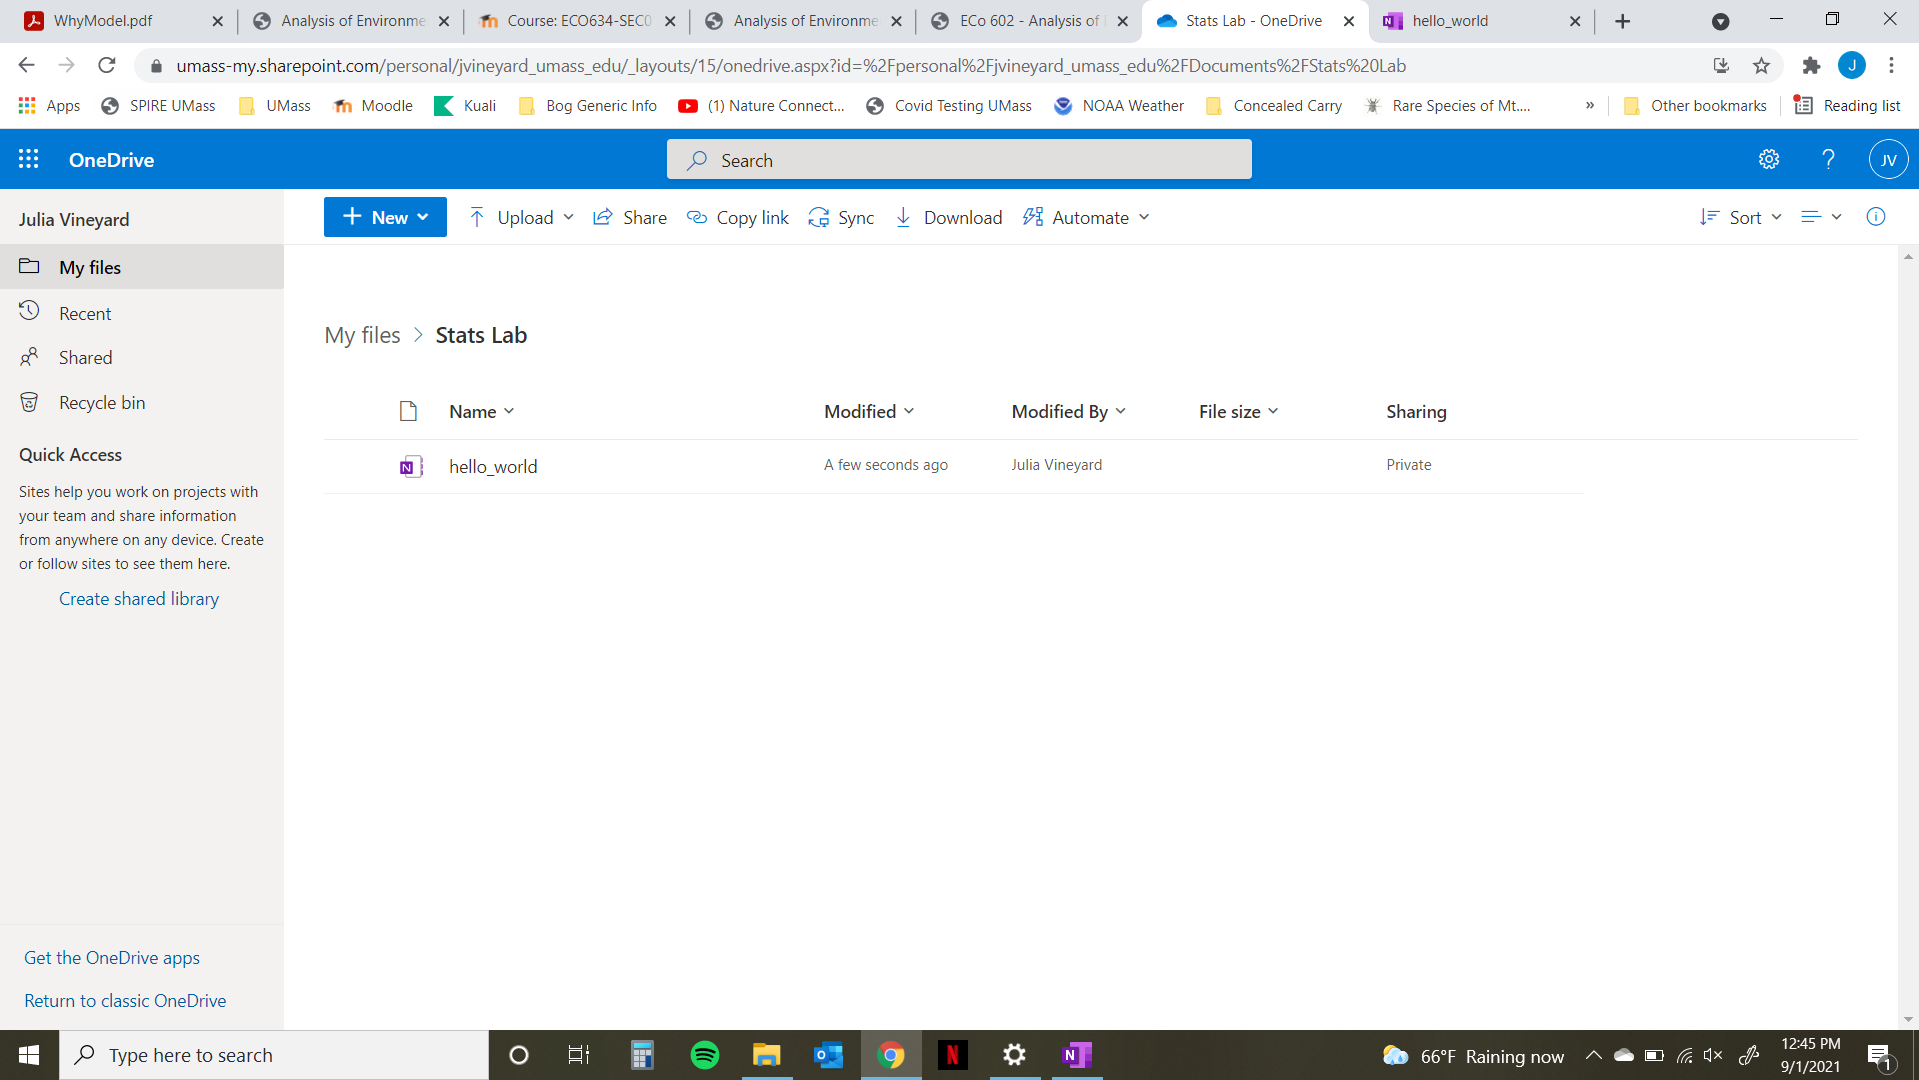 WhyModel.pdf
Analysis of Environme
Course: ECO634-SEC0
Analysis of Environme
ECo 602 - Analysis of
Stats Lab - OneDrive
hello_world
umass-my.sharepoint.com/personal/jvineyard_umass_edu/_layouts/15/onedrive.aspx?id=%2Fpersonal%2Fjvineyard_umass_edu%2FDocuments%2FStats%20Lab
J
Apps
SPIRE UMass
UMass
Moodle
Kuali
Bog Generic Info
(1) Nature Connect...
Covid Testing UMass
NOAA Weather
Concealed Carry
Rare Species of Mt....
»
Other bookmarks
Reading list
OneDrive
Search
?
JV
Julia Vineyard
My files
Recent
Shared
Recycle bin
Quick Access
Sites help you work on projects with
your team and share information
from anywhere on any device. Create
or follow sites to see them here.
Create shared library
Get the OneDrive apps
Return to classic OneDrive
New
Upload
Share
Copy link
Sync
Download
Automate
Sort
My files > Stats Lab
Name
Modified
Modified By
File size
Sharing
N
hello_world
A few seconds ago
Julia Vineyard
Private
Type here to search
N
N
66°F Raining now
12:45 PM
9/1/2021
1